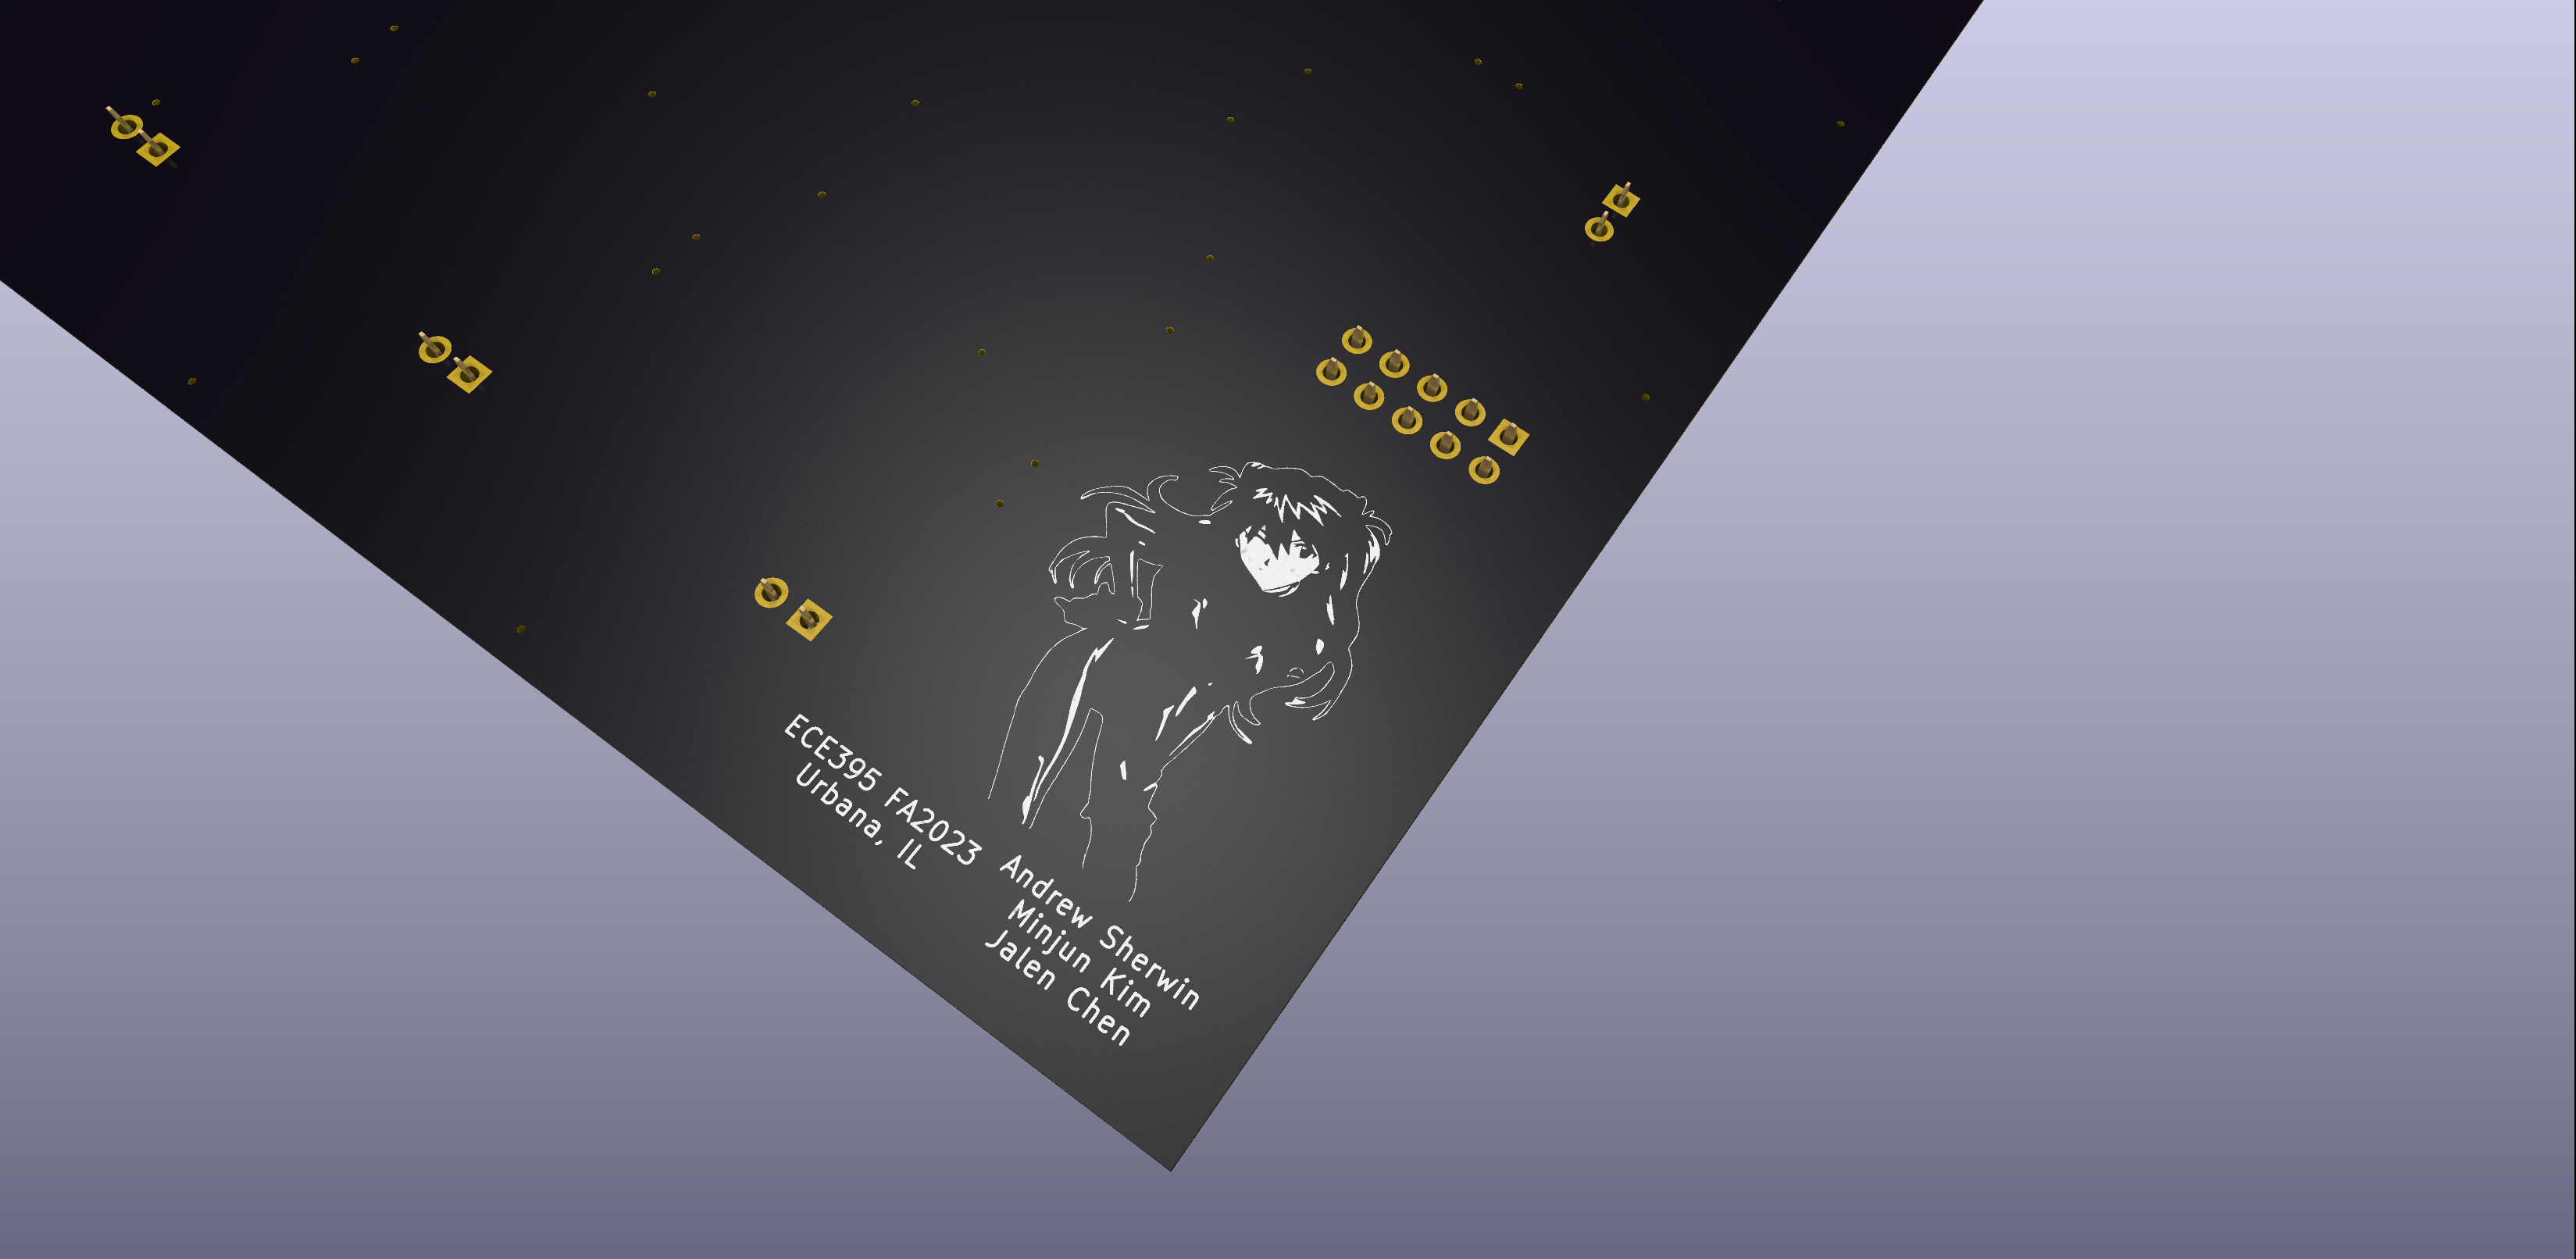 ECE395 FA2023
Urbana, IL
Andrew Sherwin
Minjun Kim
Jalen Chen